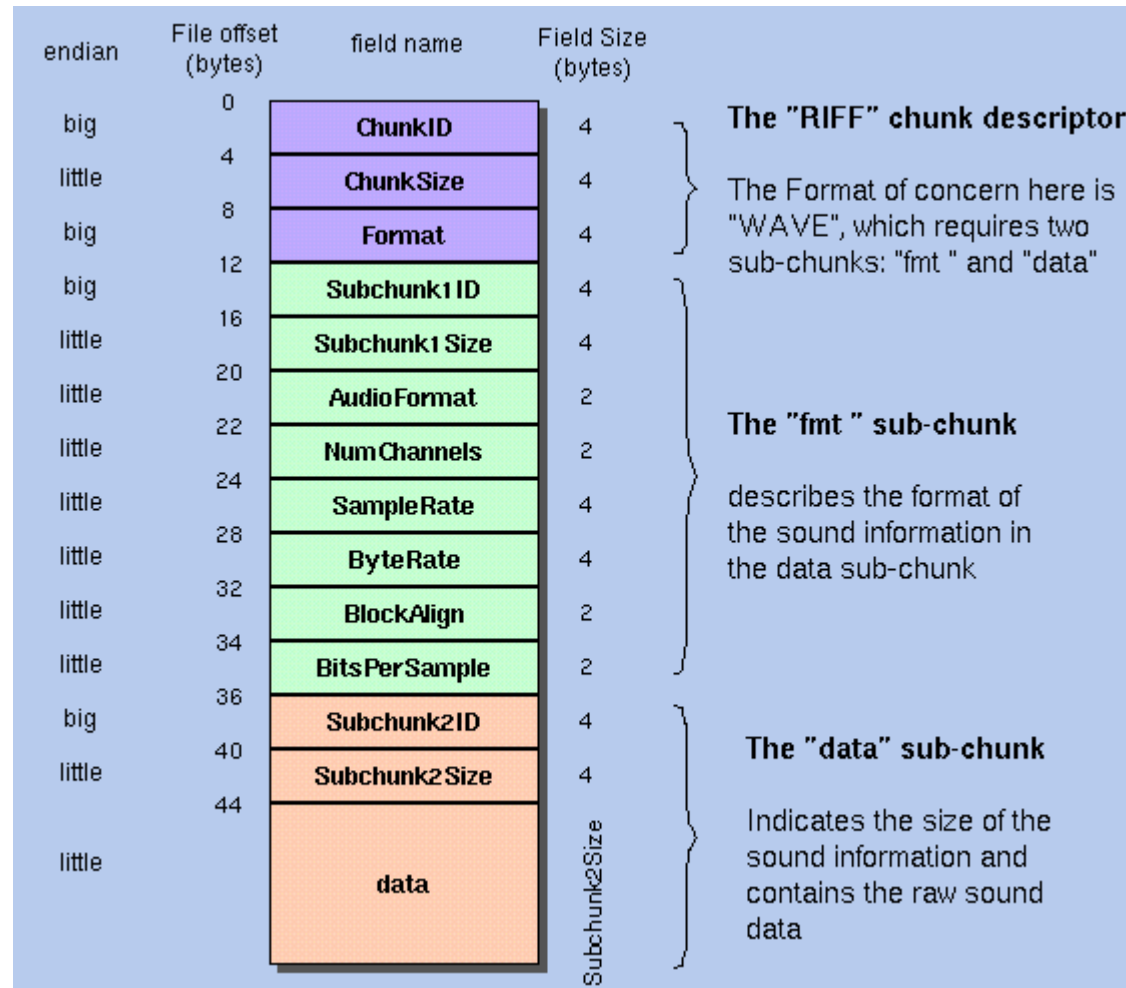 endian
File offset
(bytes)
field name
Field Size
(bytes)
0
big
ChunkID
4
4
little
ChunkSize
4
8
big
Format
4
The "RIFF" chunk descriptor
The Format of concern here is
"WAVE", which requires two
sub-chunks: "fmt " and "data"
12
big
Subchunk1ID
4
16
little
Subchunk1Size
4
20
little
AudioFormat
2
22
little
NumChannels
2
24
little
SampleRate
4
28
little
ByteRate
4
32
little
BlockAlign
2
34
little
BitsPerSample
2
The "fmt " sub-chunk
describes the format of
the sound information in
the data sub-chunk
36
big
Subchunk2ID
4
40
little
Subchunk2Size
4
44
little
data
Subchunk2Size
The "data" sub-chunk
Indicates the size of the
sound information and
contains the raw sound
data